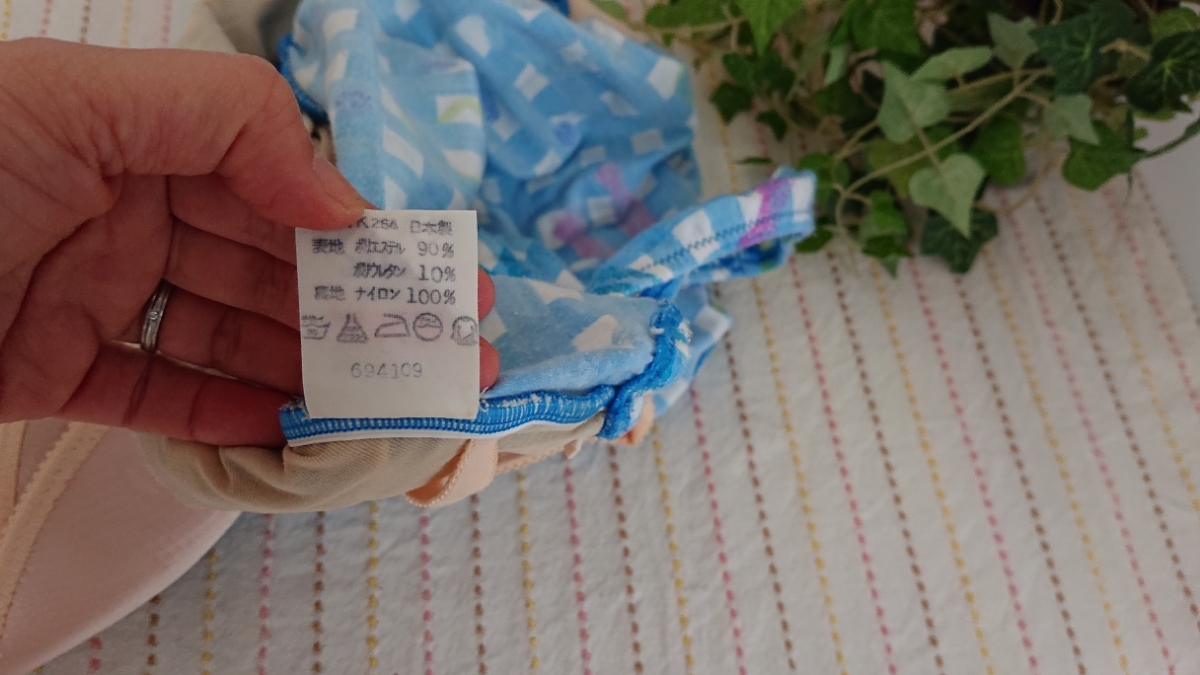 K264 日本製
表地 ポリエステル 90%
ポリウレタン 10%
裏地 ナイロン 100%
694109